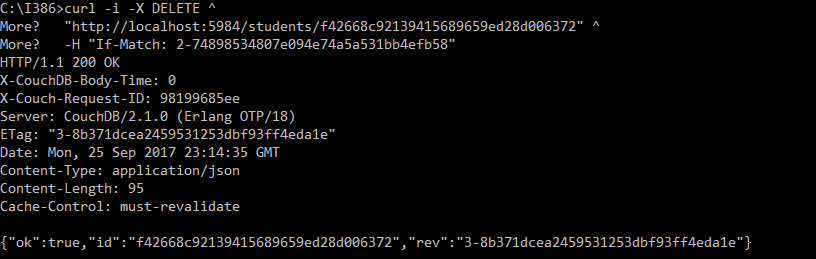 C:\I386>curl -i -X DELETE ^
More?   "http://localhost:5984/students/f42668c92139415689659ed28d006372" ^
More?   -H "If-Match: 2-74898534807e094e74a5a531bb4efb58"
HTTP/1.1 200 OK
X-CouchDB-Body-Time: 0
X-Couch-Request-ID: 98199685ee
Server: CouchDB/2.1.0 (Erlang OTP/18)
ETag: "3-8b371dcea2459531253dbf93ff4eda1e"
Date: Mon, 25 Sep 2017 23:14:35 GMT
Content-Type: application/json
Content-Length: 95
Cache-Control: must-revalidate

{"ok":true,"id":"f42668c92139415689659ed28d006372","rev":"3-8b371dcea2459531253dbf93ff4eda1e"}